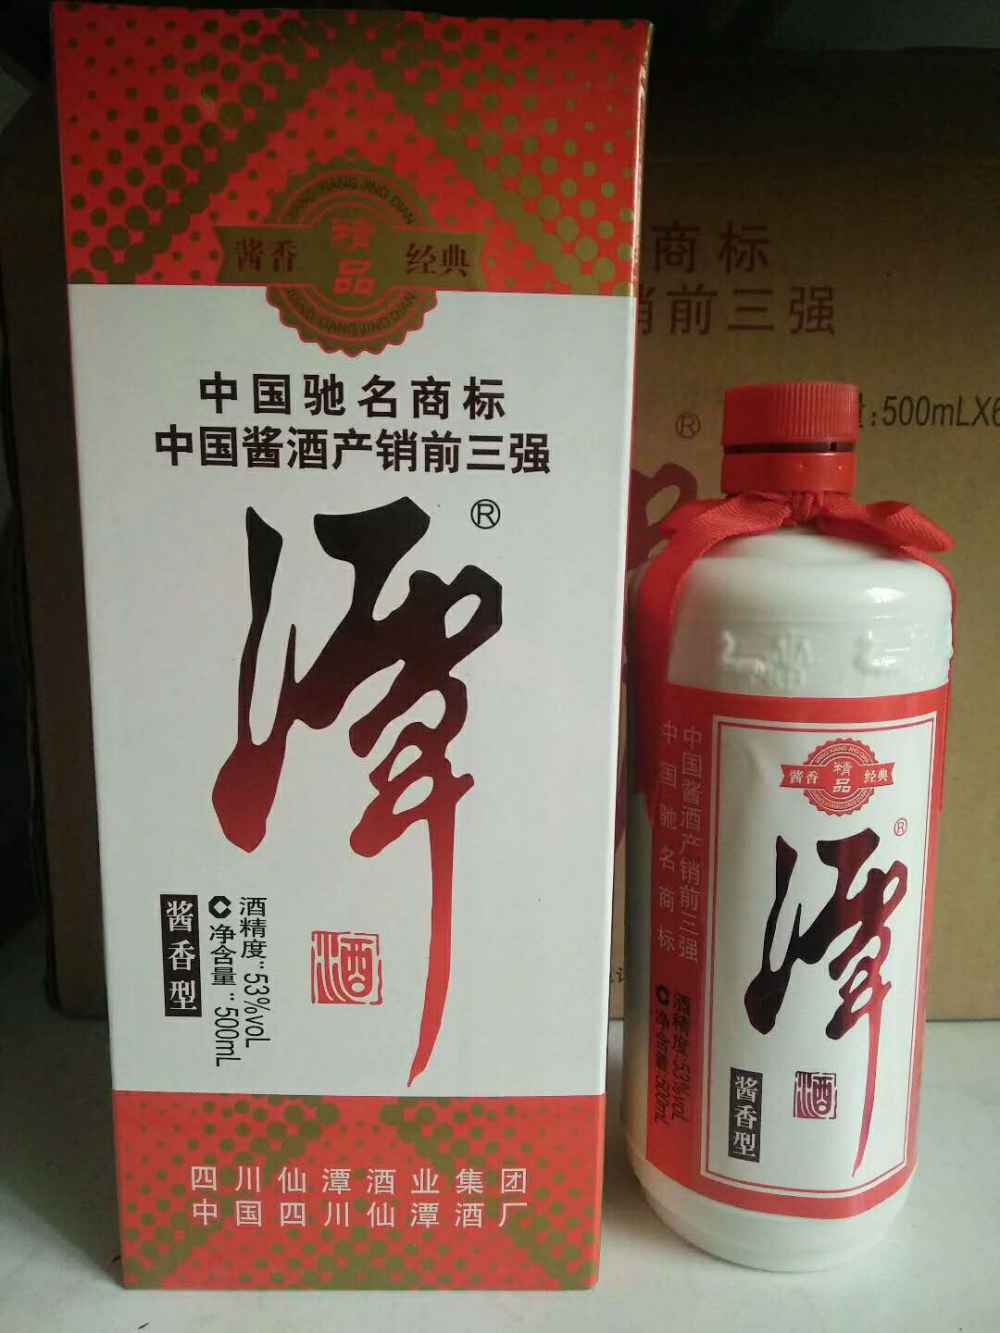 酱香 精品 经典
中国驰名商标
中国酱酒产销前三强
潭®
酒
酱香型
净含量:500mL
酒精度:53%vol
四川仙潭酒业集团
中国四川仙潭酒厂
商标
销前三强
®
:500mLX6
中国酱酒产销前三强
中国驰名商标
酱香 精品 经典
潭®
酒
酱香型
酒精度:53%vol
净含量:500mL